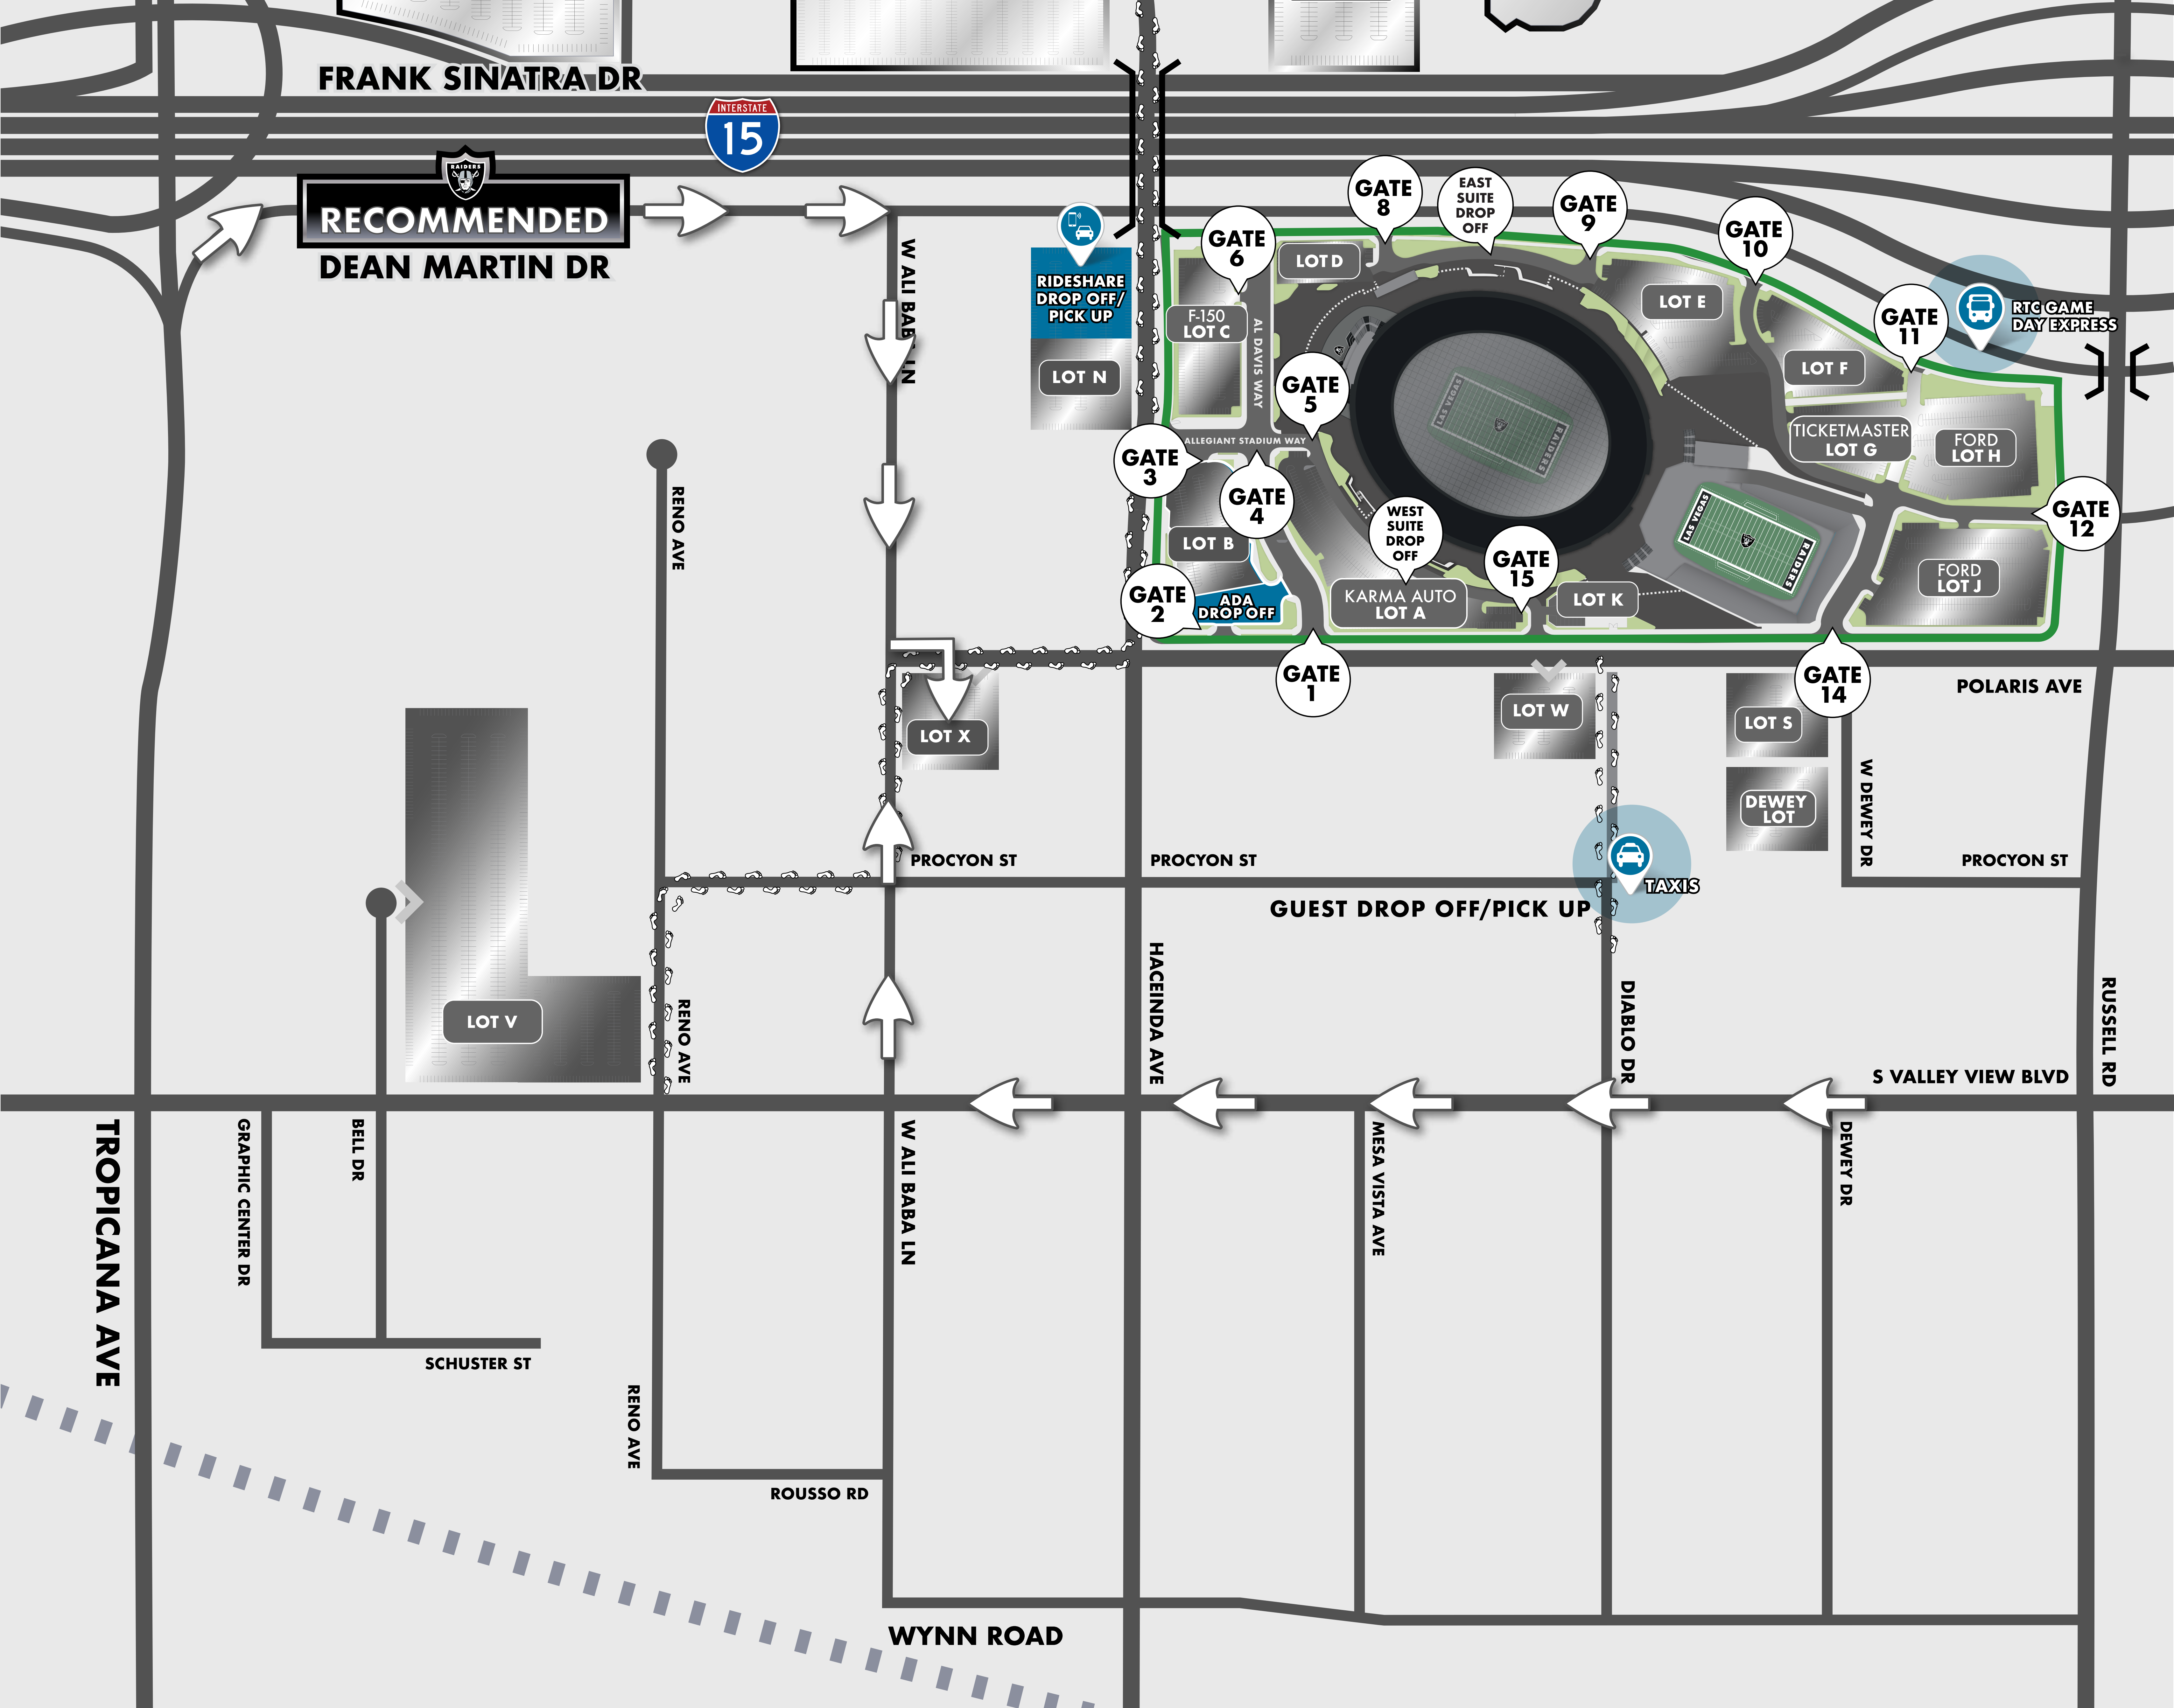 FRANK SINATRA DR
INTERSTATE
15
RAIDERS
RECOMMENDED
DEAN MARTIN DR
W ALI BABA LN
RIDESHARE
DROP OFF/
PICK UP
LOT N
GATE
6
LOT D
GATE
8
EAST
SUITE
DROP
OFF
GATE
9
GATE
10
GATE
11
RTC GAME
DAY EXPRESS
F-150
LOT C
AL DAVIS WAY
LOT E
LOT F
GATE
5
LAS VEGAS
RAIDERS
TICKETMASTER
LOT G
FORD
LOT H
ALLEGIANT STADIUM WAY
GATE
3
GATE
4
WEST
SUITE
DROP
OFF
LAS VEGAS
RAIDERS
GATE
12
LOT B
GATE
15
FORD
LOT J
GATE
2
ADA
DROP OFF
KARMA AUTO
LOT A
LOT K
RENO AVE
GATE
1
GATE
14
POLARIS AVE
LOT X
LOT W
LOT S
DEWEY
LOT
W DEWEY DR
PROCYON ST
PROCYON ST
PROCYON ST
TAXIS
GUEST DROP OFF/PICK UP
LOT V
RENO AVE
HACEINDA AVE
DIABLO DR
RUSSELL RD
S VALLEY VIEW BLVD
TROPICANA AVE
GRAPHIC CENTER DR
BELL DR
W ALI BABA LN
MESA VISTA AVE
DEWEY DR
SCHUSTER ST
RENO AVE
ROUSSO RD
WYNN ROAD